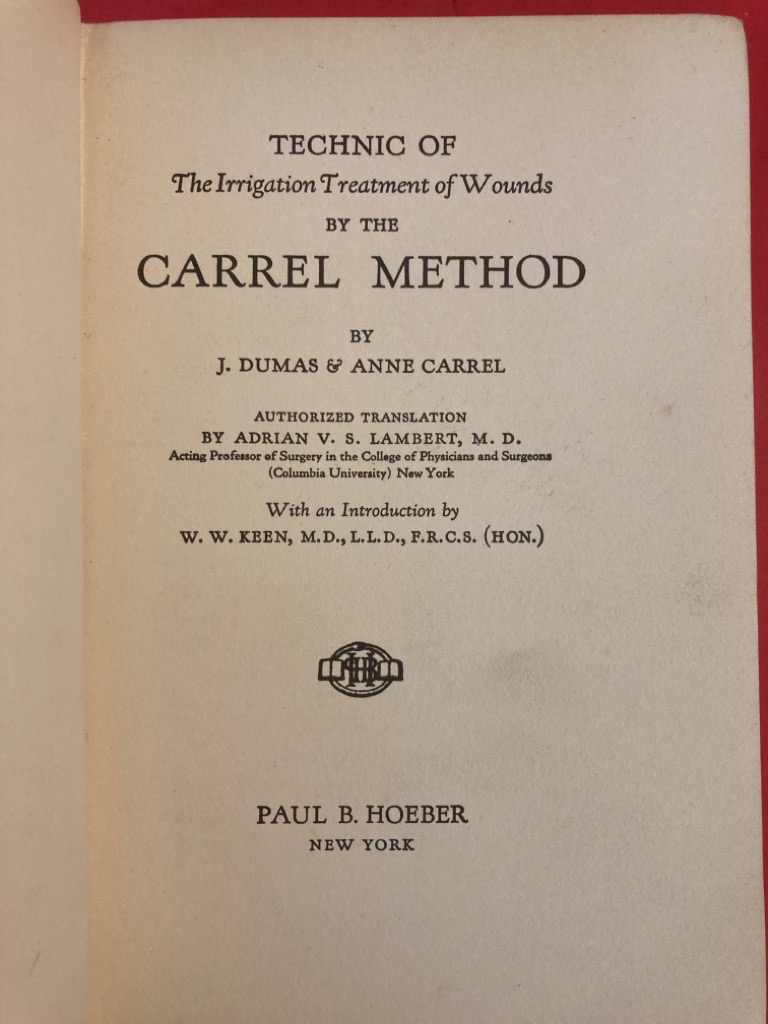 TECHNIC OF
The Irrigation Treatment of Wounds
BY THE
CARREL METHOD
BY
J. DUMAS & ANNE CARREL
AUTHORIZED TRANSLATION
BY ADRIAN V. S. LAMBERT, M. D.
Acting Professor of Surgery in the College of Physicians and Surgeons
(Columbia University) New York
With an Introduction by
W. W. KEEN, M.D., L.L.D., F.R.C.S. (HON.)
PHB
PAUL B. HOEBER
NEW YORK